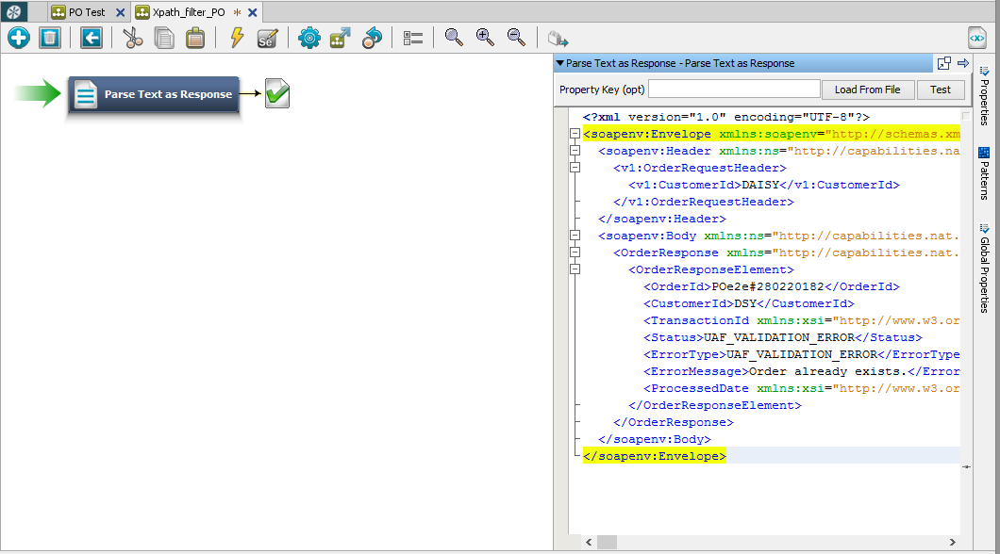 PO Test
Xpath_filter_PO *
Se
<x>
Parse Text as Response
Parse Text as Response - Parse Text as Response
Property Key (opt)
Load From File
Test
<?xml version="1.0" encoding="UTF-8"?>
<soapenv:Envelope xmlns:soapenv="http://schemas.xm
<soapenv:Header xmlns:ns="http://capabilities.na
<v1:OrderRequestHeader>
<v1:CustomerId>DAISY</v1:CustomerId>
</v1:OrderRequestHeader>
</soapenv:Header>
<soapenv:Body xmlns:ns="http://capabilities.nat.
<OrderResponse xmlns="http://capabilities.nat.
<OrderResponseElement>
<OrderId>POe2e#280220182</OrderId>
<CustomerId>DSY</CustomerId>
<TransactionId xmlns:xsi="http://www.w3.or
<Status>UAF_VALIDATION_ERROR</Status>
<ErrorType>UAF_VALIDATION_ERROR</ErrorType
<ErrorMessage>Order already exists.</Error
<ProcessedDate xmlns:xsi="http://www.w3.or
</OrderResponseElement>
</OrderResponse>
</soapenv:Body>
</soapenv:Envelope>
Properties
Patterns
Global Properties